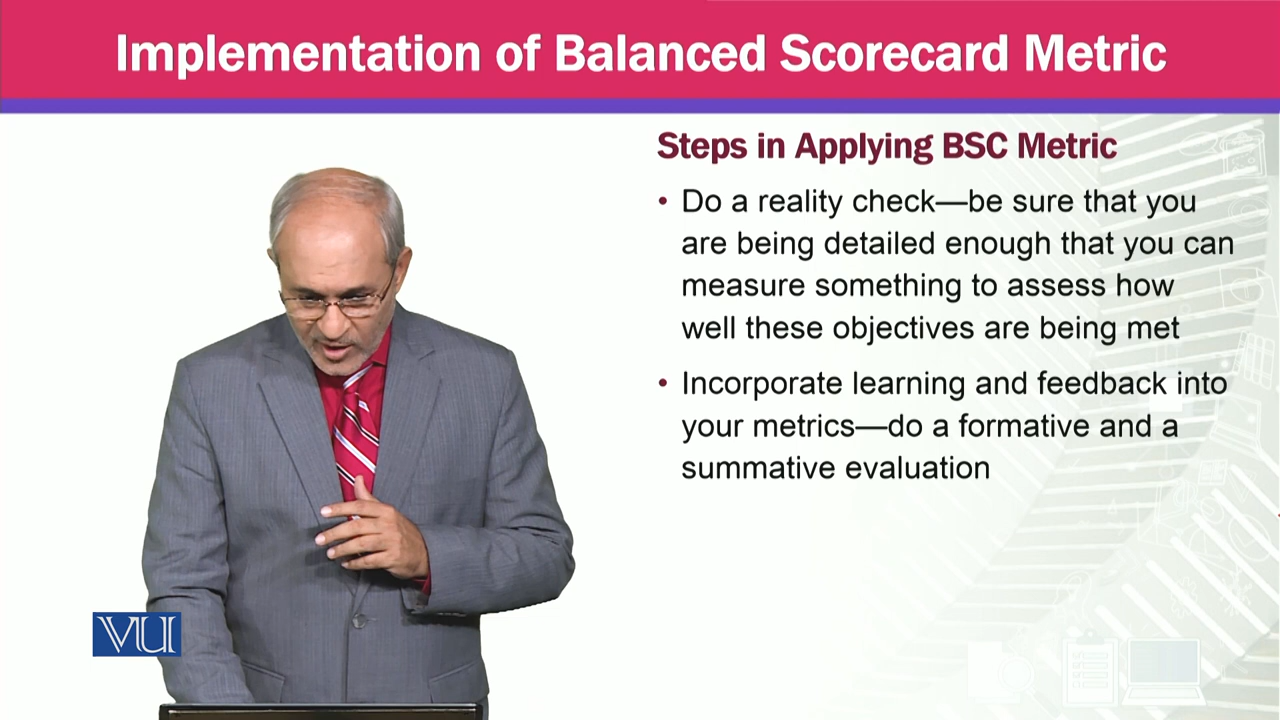 Implementation of Balanced Scorecard Metric
Steps in Applying BSC Metric
• Do a reality check—be sure that you
are being detailed enough that you can
measure something to assess how
well these objectives are being met
• Incorporate learning and feedback into
your metrics—do a formative and a
summative evaluation
VU